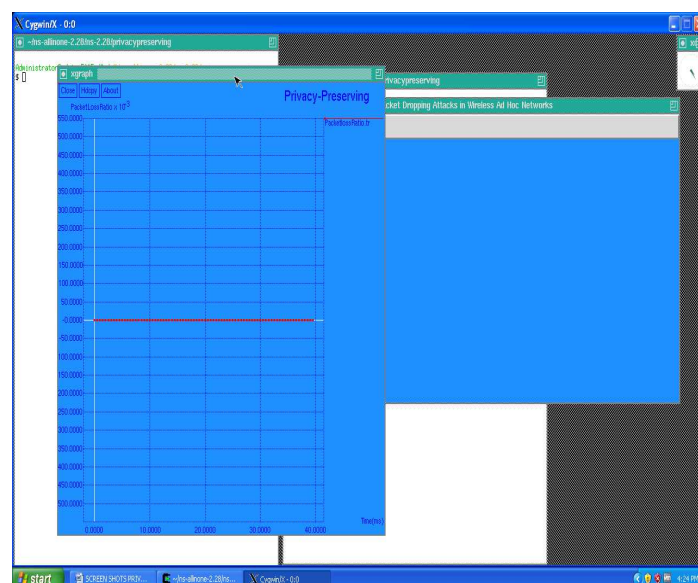 Cygwin/X - 0:0
~/ns-allinone-2.28/ns-2.28/privacypreserving
$
xgraph
Close Hdcpy About
Privacy-Preserving
PacketLossRatio x 10-3
PacketlossRatio.tr
550.0000
500.0000
450.0000
400.0000
350.0000
300.0000
250.0000
200.0000
150.0000
100.0000
50.0000
-0.0000
-50.0000
100.0000
150.0000
200.0000
250.0000
300.0000
350.0000
400.0000
450.0000
500.0000
Time(ms)
0.0000 10.0000 20.0000 30.0000 40.0000
cket Dropping Attacks in Wireless Ad Hoc Networks
start SCREEN SHOTS PRIV... ~/ns-allinone-2.28/ns... Cygwin/X - 0:0 4:24 PM